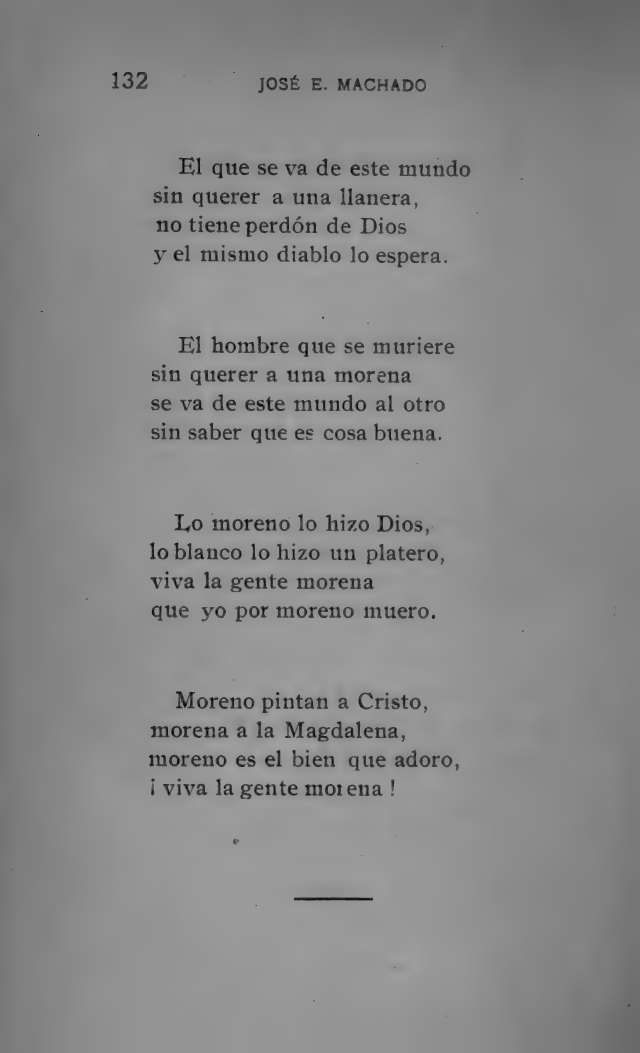 132 JOSÉ E. MACHADO
El que se va de este mundo
sin querer a una llanera,
no tiene perdón de Dios
y el mismo diablo lo espera.
El hombre que se muriere
sin querer a una morena
se va de este mundo al otro
sin saber que es cosa buena.
Lo moreno lo hizo Dios,
lo blanco lo hizo un platero,
viva la gente morena
que yo por moreno muero.
Moreno pintan a Cristo,
morena a la Magdalena,
moreno es el bien que adoro,
¡ viva la gente morena !